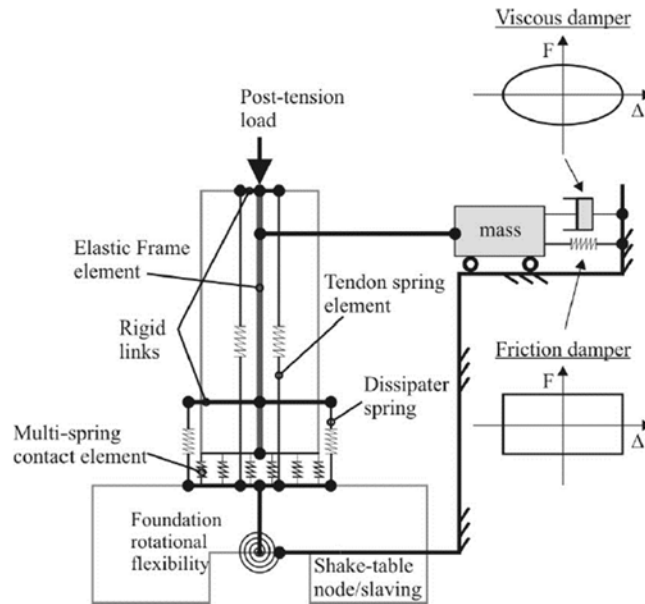 Viscous damper
F
Δ
Post-tension
load
mass
Elastic Frame
element
Tendon spring
element
Rigid
links
Friction damper
F
Δ
Dissipater
spring
Multi-spring
contact element
Foundation
rotational
flexibility
Shake-table
node/slaving